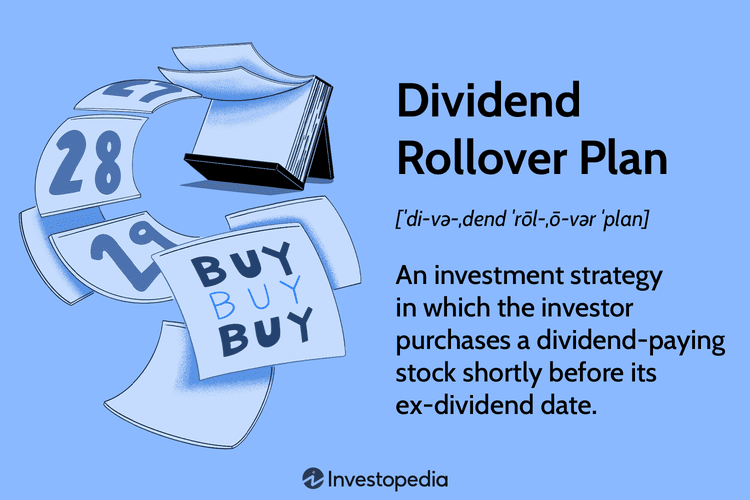 Dividend
Rollover Plan
[ˈdi-və-ˌdend ˈrōl-ˌō-vər ˈplan]
An investment strategy
in which the investor
purchases a dividend-paying
stock shortly before its
ex-dividend date.
27
28
29
BUY
BUY
BUY
Investopedia